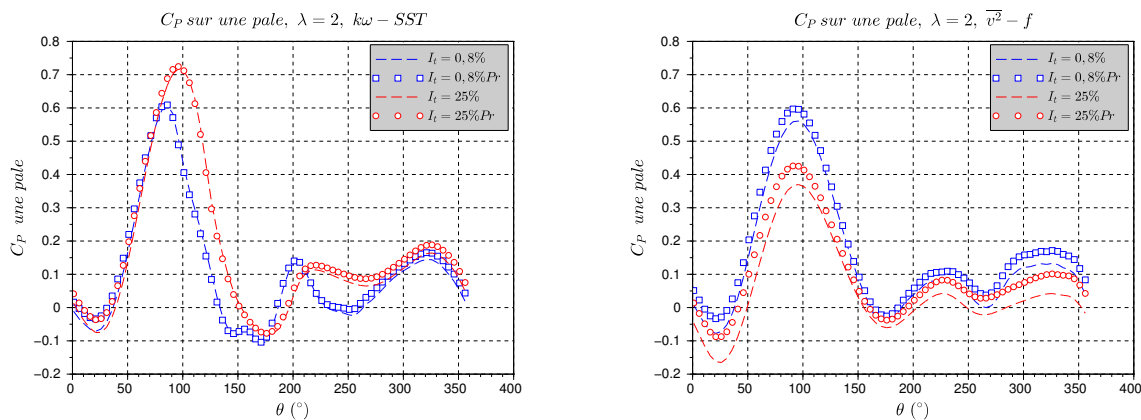 C_P sur une pale, λ = 2, kω − SST
0.8
0.7
0.6
0.5
0.4
0.3
0.2
0.1
0
−0.1
−0.2
C_P une pale
I_t = 0,8%
I_t = 0,8%Pr
I_t = 25%
I_t = 25%Pr
0 50 100 150 200 250 300 350 400
θ (°)
C_P sur une pale, λ = 2, \overline{v^2} − f
0.8
0.7
0.6
0.5
0.4
0.3
0.2
0.1
0
−0.1
−0.2
C_P une pale
I_t = 0,8%
I_t = 0,8%Pr
I_t = 25%
I_t = 25%Pr
0 50 100 150 200 250 300 350 400
θ (°)